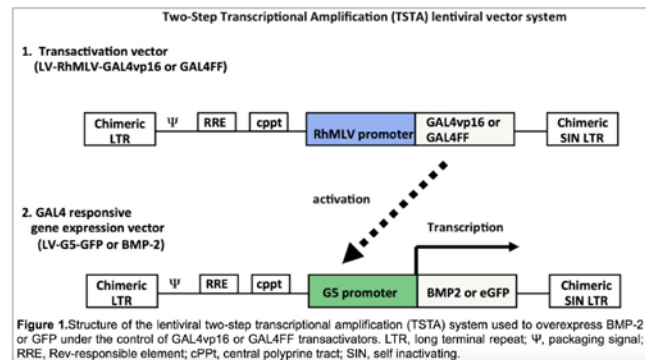 Two-Step Transcriptional Amplification (TSTA) lentiviral vector system
1. Transactivation vector
(LV-RhMLV-GAL4vp16 or GAL4FF)
Chimeric
LTR
Ψ
RRE
cppt
RhMLV promoter
GAL4vp16 or
GAL4FF
Chimeric
SIN LTR
activation
2. GAL4 responsive
gene expression vector
(LV-G5-GFP or BMP-2)
Transcription
Chimeric
LTR
Ψ
RRE
cppt
G5 promoter
BMP2 or eGFP
Chimeric
SIN LTR
Figure 1.Structure of the lentiviral two-step transcriptional amplification (TSTA) system used to overexpress BMP-2
or GFP under the control of GAL4vp16 or GAL4FF transactivators. LTR, long terminal repeat; Ψ, packaging signal;
RRE, Rev-responsible element; cPPt, central polyprine tract; SIN, self inactivating.